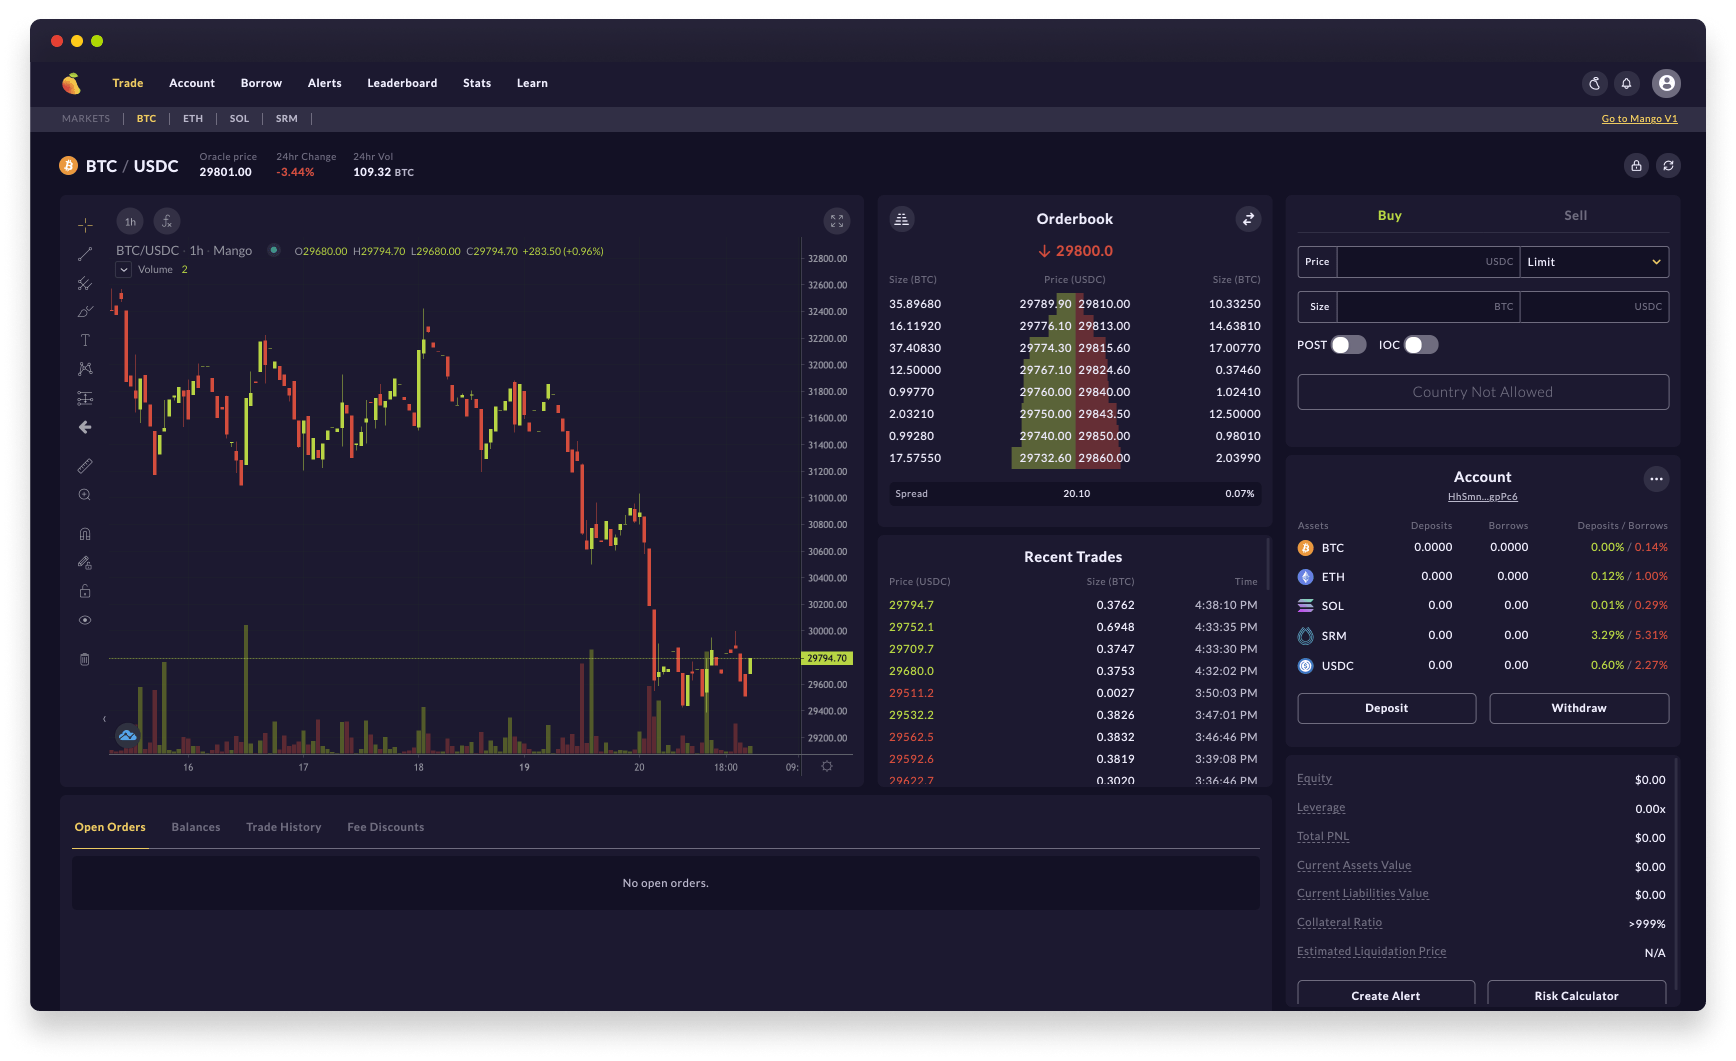 Trade Account Borrow Alerts Leaderboard Stats Learn
MARKETS | BTC | ETH | SOL | SRM |
Go to Mango V1
BTC / USDC
Oracle price
29801.00
24hr Change
-3.44%
24hr Vol
109.32 BTC
1h
BTC/USDC · 1h · Mango
O29680.00 H29794.70 L29680.00 C29794.70 +283.50 (+0.96%)
Volume 2
32800.00
32600.00
32400.00
32200.00
32000.00
31800.00
31600.00
31400.00
31200.00
31000.00
30800.00
30600.00
30400.00
30200.00
30000.00
29794.70
29600.00
29400.00
29200.00
16 17 18 19 20 18:00 09:
Orderbook
29800.0
Size (BTC) Price (USDC) Size (BTC)
35.89680 29789.90 29810.00 10.33250
16.11920 29776.10 29813.00 14.63810
37.40830 29774.30 29815.60 17.00770
12.50000 29767.10 29824.60 0.37460
0.99770 29760.00 29840.00 1.02410
2.03210 29750.00 29843.50 12.50000
0.99280 29740.00 29850.00 0.98010
17.57550 29732.60 29860.00 2.03990
Spread 20.10 0.07%
Recent Trades
Price (USDC) Size (BTC) Time
29794.7 0.3762 4:38:10 PM
29752.1 0.6948 4:33:35 PM
29709.7 0.3747 4:33:30 PM
29680.0 0.3753 4:32:02 PM
29511.2 0.0027 3:50:03 PM
29532.2 0.3826 3:47:01 PM
29562.5 0.3832 3:46:46 PM
29592.6 0.3819 3:39:08 PM
29622.7 0.3020 3:36:46 PM
Buy Sell
Price USDC Limit
Size BTC USDC
POST IOC
Country Not Allowed
Account
HhSmn...gpPc6
Assets Deposits Borrows Deposits / Borrows
BTC 0.0000 0.0000 0.00% / 0.14%
ETH 0.000 0.000 0.12% / 1.00%
SOL 0.00 0.00 0.01% / 0.29%
SRM 0.00 0.00 3.29% / 5.31%
USDC 0.00 0.00 0.60% / 2.27%
Deposit Withdraw
Equity $0.00
Leverage 0.00x
Total PNL $0.00
Current Assets Value $0.00
Current Liabilities Value $0.00
Collateral Ratio >999%
Estimated Liquidation Price N/A
Create Alert Risk Calculator
Open Orders Balances Trade History Fee Discounts
No open orders.